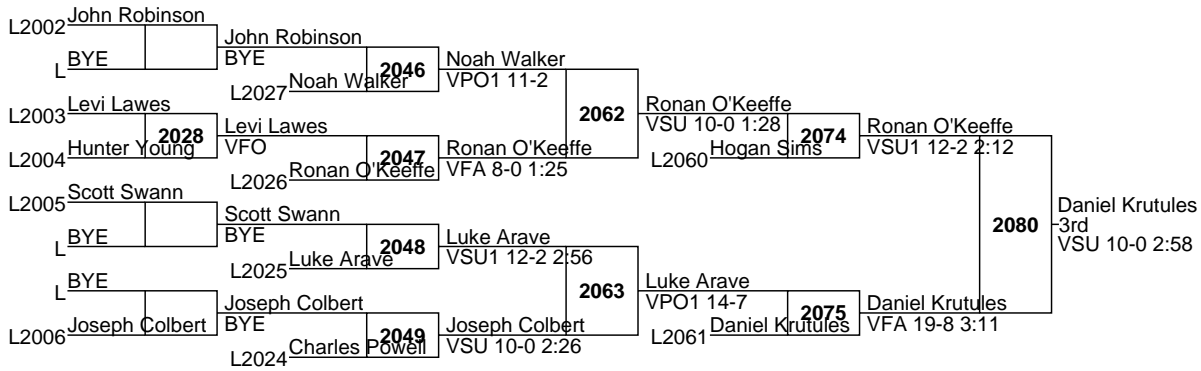 John Robinson
L2002
BYE
L
John Robinson
BYE
2046
L2027
Noah Walker
Noah Walker
VPO1 11-2
Levi Lawes
L2003
2028
L2004
Hunter Young
Levi Lawes
VFO
2047
L2026
Ronan O'Keeffe
Ronan O'Keeffe
VFA 8-0 1:25
2062
Ronan O'Keeffe
VSU 10-0 1:28
2074
L2060
Hogan Sims
Ronan O'Keeffe
VSU1 12-2 2:12
Scott Swann
L2005
BYE
L
Scott Swann
BYE
2048
L2025
Luke Arave
Luke Arave
VSU1 12-2 2:56
BYE
L
L2006
Joseph Colbert
Joseph Colbert
BYE
2049
L2024
Charles Powell
Joseph Colbert
VSU 10-0 2:26
2063
Luke Arave
VPO1 14-7
2075
L2061
Daniel Krutules
Daniel Krutules
VFA 19-8 3:11
2080
Daniel Krutules
3rd
VSU 10-0 2:58